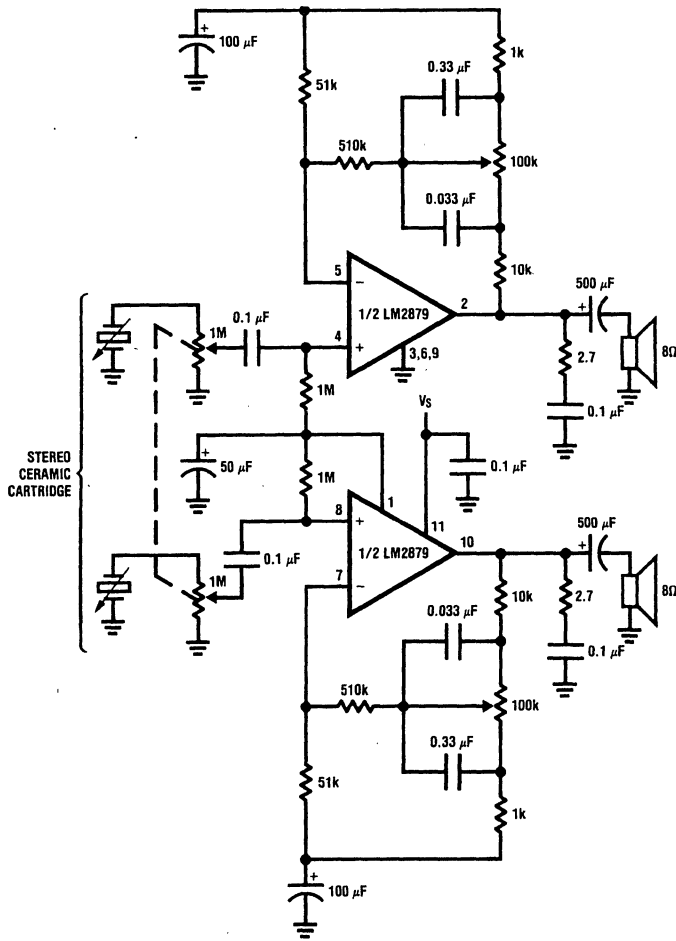 +
100 µF
1k
51k
0.33 µF
510k
100k
0.033 µF
10k
5
−
1/2 LM2879
2
+
500 µF
8Ω
0.1 µF
1M
4
+
3,6,9
2.7
0.1 µF
1M
STEREO
CERAMIC
CARTRIDGE
+
50 µF
1M
VS
0.1 µF
1
11
8
+
1/2 LM2879
10
+
500 µF
8Ω
0.1 µF
1M
7
−
10k
2.7
0.1 µF
0.033 µF
510k
100k
0.33 µF
51k
1k
+
100 µF